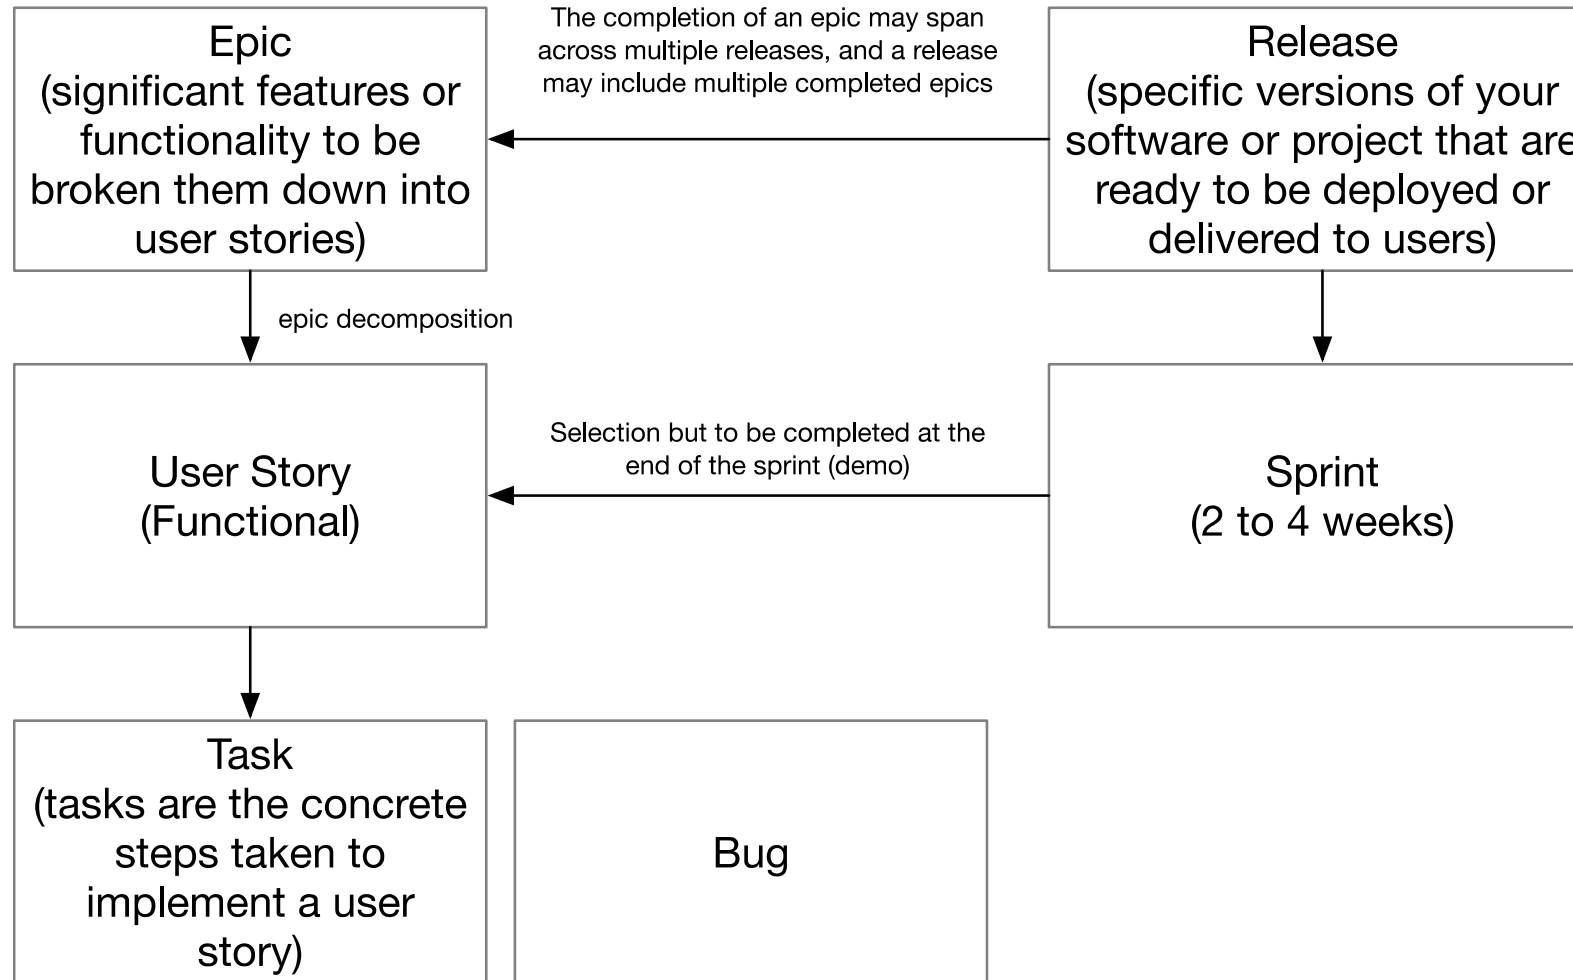 Epic
(significant features or
functionality to be
broken them down into
user stories)
The completion of an epic may span
across multiple releases, and a release
may include multiple completed epics
Release
(specific versions of your
software or project that are
ready to be deployed or
delivered to users)
epic decomposition
User Story
(Functional)
Selection but to be completed at the
end of the sprint (demo)
Sprint
(2 to 4 weeks)
Task
(tasks are the concrete
steps taken to
implement a user
story)
Bug